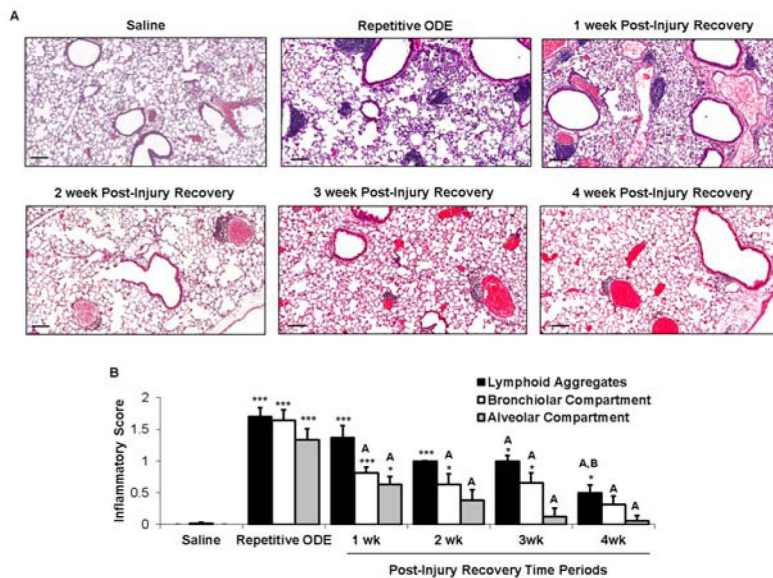 A
Saline
Repetitive ODE
1 week Post-Injury Recovery
2 week Post-Injury Recovery
3 week Post-Injury Recovery
4 week Post-Injury Recovery
B
Inflammatory Score
2
1.5
1
0.5
0
Lymphoid Aggregates
Bronchiolar Compartment
Alveolar Compartment
*** *** ***
*** A *** A *
*** A * A
A * A * A
A,B * A A
Saline Repetitive ODE 1 wk 2 wk 3wk 4wk
Post-Injury Recovery Time Periods